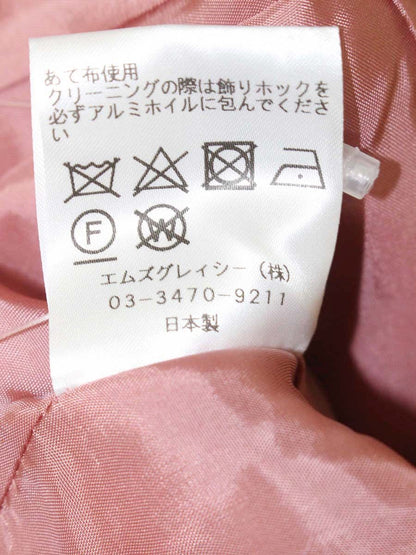 あて布使用
クリーニングの際は飾りホックを
必ずアルミホイルに包んでくださ
い
F W
エムズグレイシー(株)
03-3470-9211
日本製